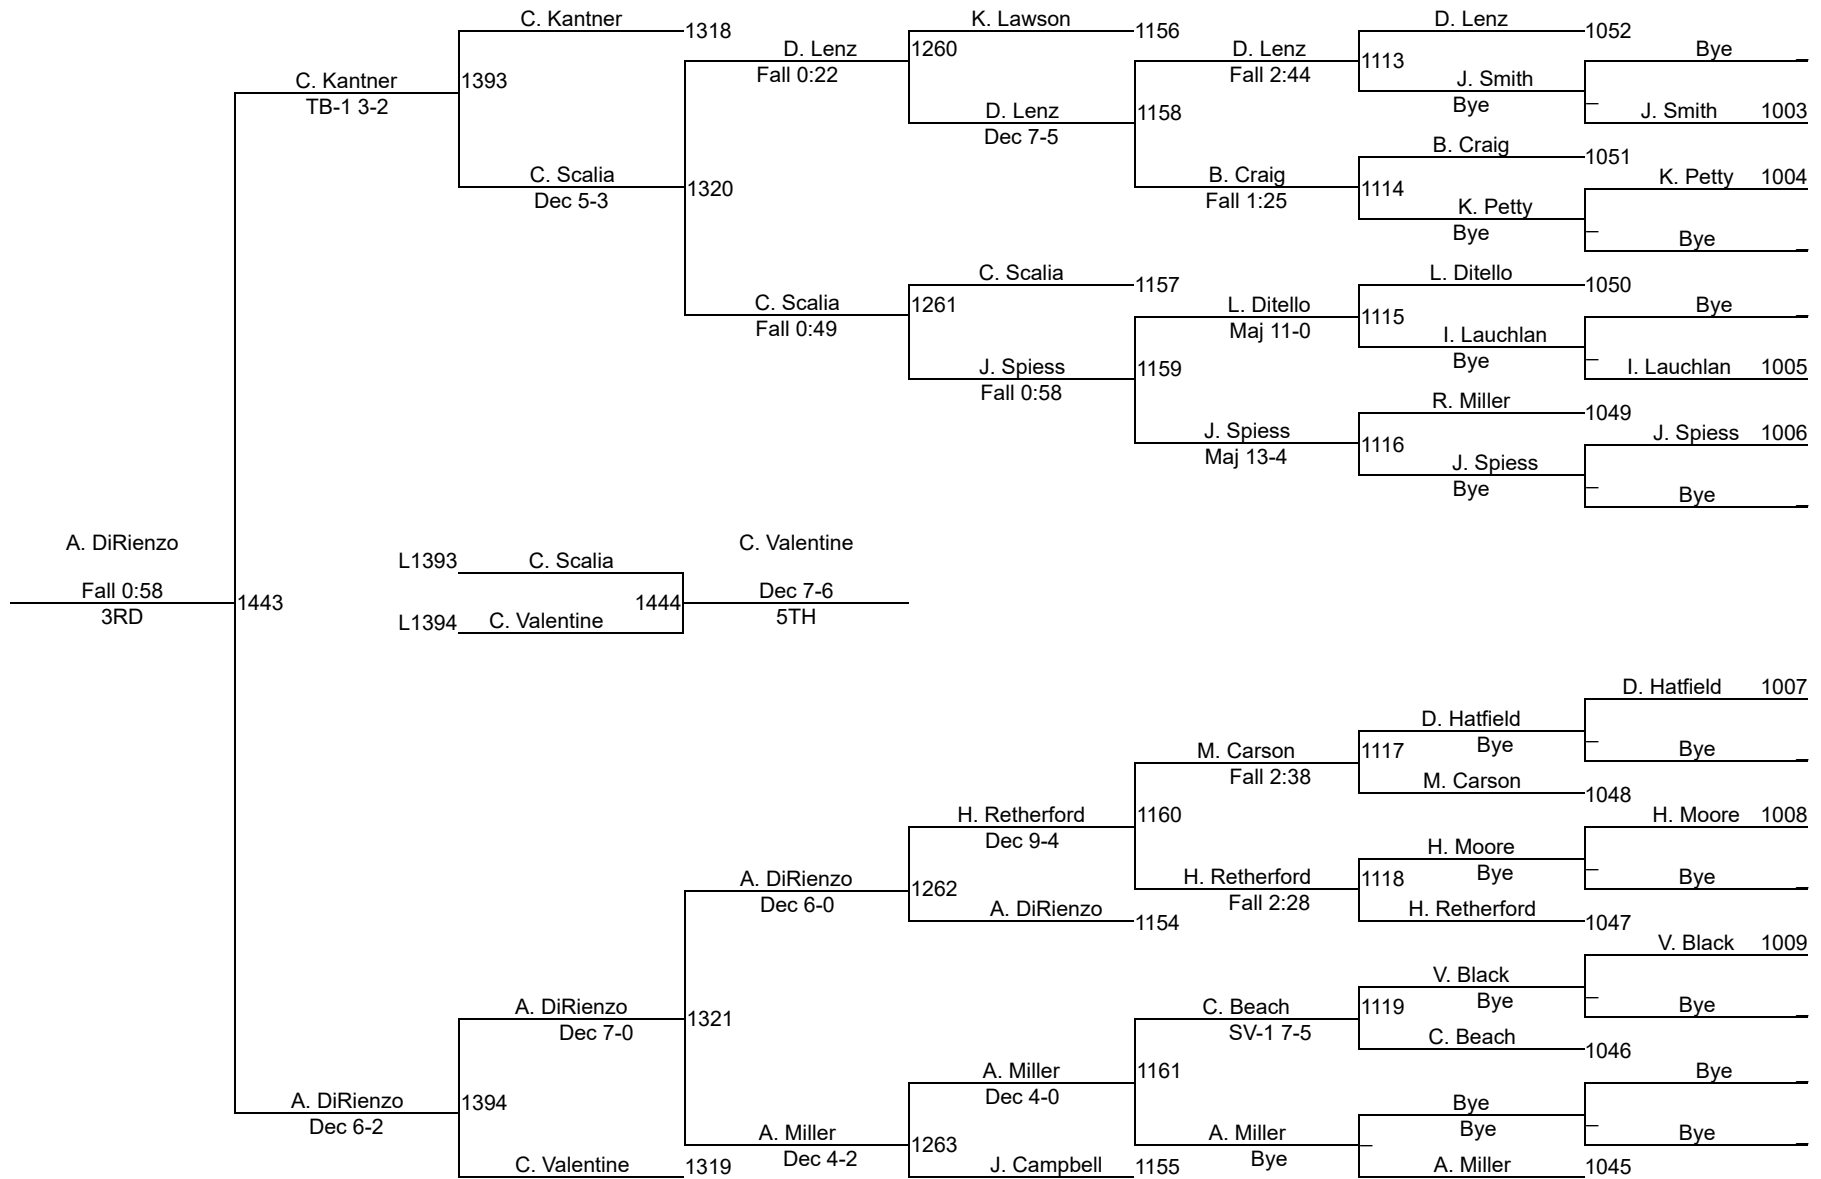 C. Kantner
1318
K. Lawson
1156
D. Lenz
1052
D. Lenz
Fall 0:22
1260
D. Lenz
Fall 2:44
1113
Bye
_
C. Kantner
TB-1 3-2
1393
J. Smith
Bye
_
J. Smith 1003
D. Lenz
Dec 7-5
1158
B. Craig
1051
C. Scalia
Dec 5-3
1320
B. Craig
Fall 1:25
1114
K. Petty 1004
K. Petty
Bye
_
Bye
_
C. Scalia
1157
L. Ditello
1050
C. Scalia
Fall 0:49
1261
L. Ditello
Maj 11-0
1115
Bye
_
I. Lauchlan
Bye
_
I. Lauchlan 1005
J. Spiess
Fall 0:58
1159
R. Miller
1049
J. Spiess
Maj 13-4
1116
J. Spiess 1006
J. Spiess
Bye
_
Bye
_
A. DiRienzo
Fall 0:58
3RD
1443
L1393 C. Scalia
L1394 C. Valentine
1444
C. Valentine
Dec 7-6
5TH
D. Hatfield 1007
D. Hatfield
Bye
_
Bye
_
M. Carson
Fall 2:38
1117
M. Carson
1048
H. Retherford
Dec 9-4
1160
H. Moore 1008
H. Moore
Bye
_
Bye
_
A. DiRienzo
Dec 6-0
1262
H. Retherford
Fall 2:28
1118
H. Retherford
1047
A. DiRienzo
1154
V. Black 1009
V. Black
Bye
_
Bye
_
A. DiRienzo
Dec 7-0
1321
C. Beach
SV-1 7-5
1119
C. Beach
1046
A. Miller
Dec 4-0
1161
Bye
_
A. DiRienzo
Dec 6-2
1394
Bye
Bye
_
Bye
_
A. Miller
Dec 4-2
1263
A. Miller
Bye
_
C. Valentine
1319
J. Campbell
1155
A. Miller
1045